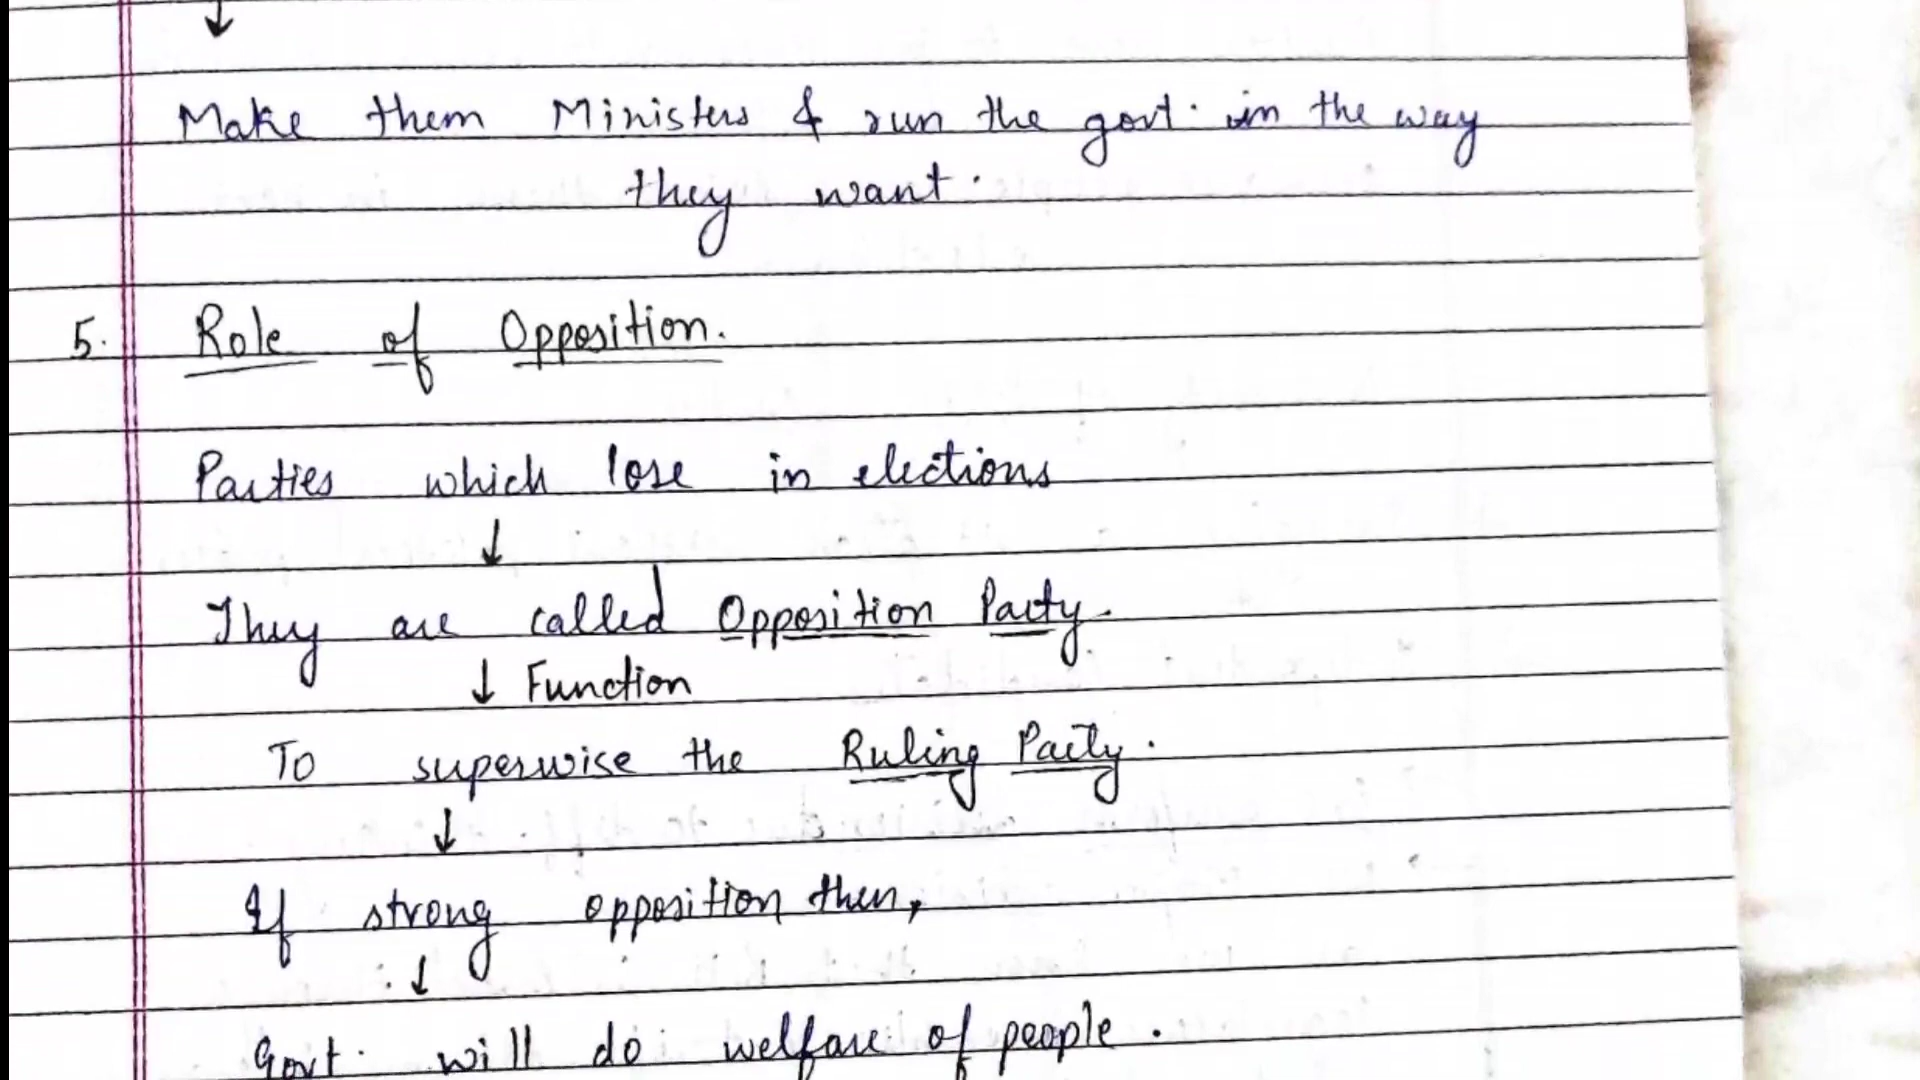 ↓
Make them Ministers & run the govt. in the way
they want.
5. Role of Opposition.
Parties which lose in elections
↓
They are called Opposition Party.
↓ Function
To superwise the Ruling Party.
↓
If strong opposition then,
↓
Govt. will do welfare of people.